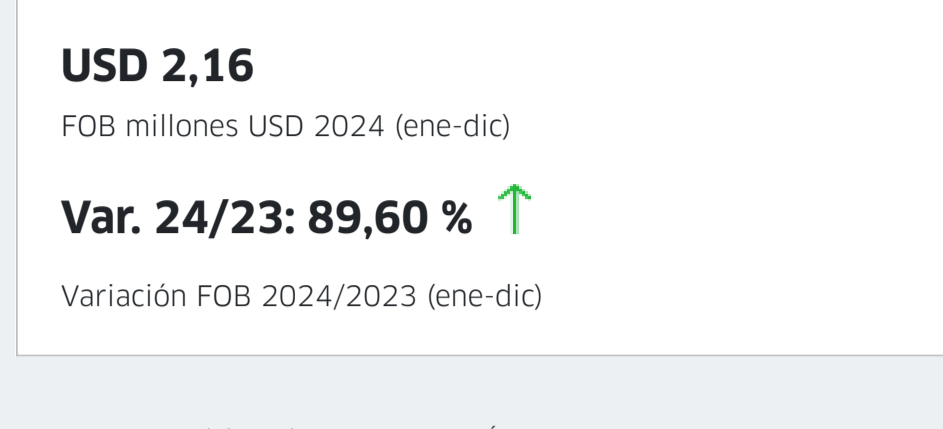 USD 2,16
FOB millones USD 2024 (ene-dic)
Var. 24/23: 89,60 %
Variación FOB 2024/2023 (ene-dic)